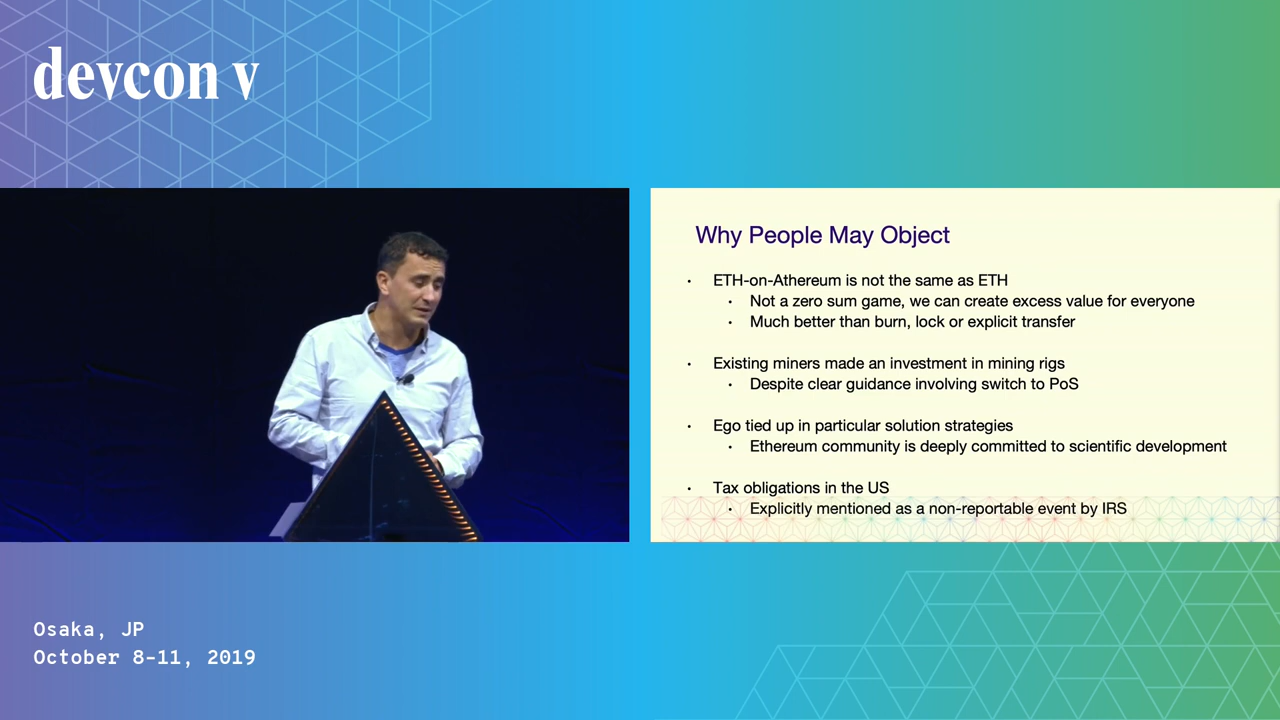 devcon v
Why People May Object
• ETH-on-Athereum is not the same as ETH
• Not a zero sum game, we can create excess value for everyone
• Much better than burn, lock or explicit transfer
• Existing miners made an investment in mining rigs
• Despite clear guidance involving switch to PoS
• Ego tied up in particular solution strategies
• Ethereum community is deeply committed to scientific development
• Tax obligations in the US
• Explicitly mentioned as a non-reportable event by IRS
Osaka, JP
October 8-11, 2019